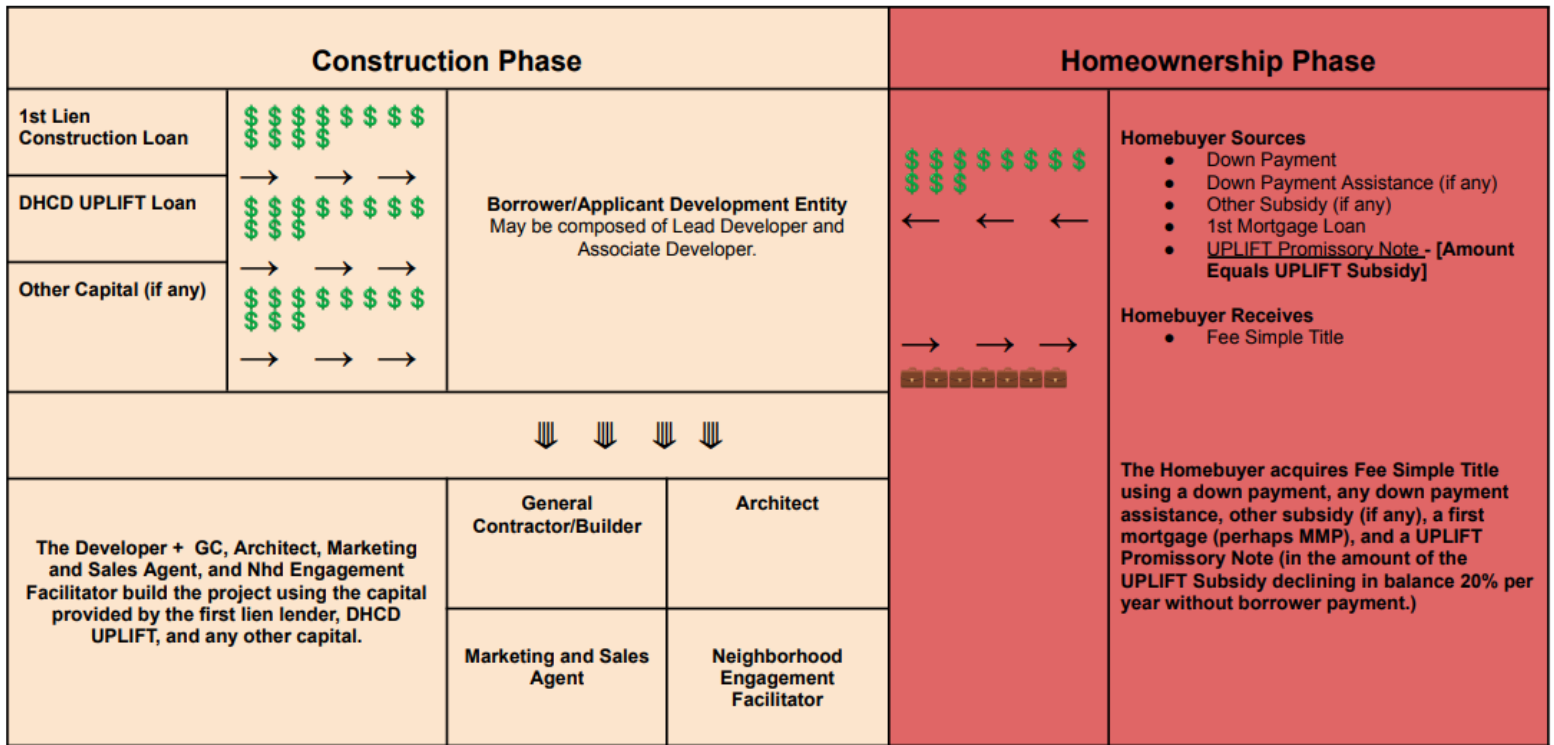 Construction Phase
Homeownership Phase
1st Lien
Construction Loan
$ $ $ $ $ $ $ $
$ $ $ $
→ → →
DHCD UPLIFT Loan
$ $ $ $ $ $ $ $
$ $ $
→ → →
Other Capital (if any)
$ $ $ $ $ $ $ $
$ $ $
→ → →
Borrower/Applicant Development Entity
May be composed of Lead Developer and
Associate Developer.
$ $ $ $ $ $ $ $
$ $ $
← ← ←
→ → →
Homebuyer Sources
● Down Payment
● Down Payment Assistance (if any)
● Other Subsidy (if any)
● 1st Mortgage Loan
● UPLIFT Promissory Note - [Amount
Equals UPLIFT Subsidy]
Homebuyer Receives
● Fee Simple Title
The Developer + GC, Architect, Marketing
and Sales Agent, and Nhd Engagement
Facilitator build the project using the capital
provided by the first lien lender, DHCD
UPLIFT, and any other capital.
General
Contractor/Builder
Architect
Marketing and Sales
Agent
Neighborhood
Engagement
Facilitator
The Homebuyer acquires Fee Simple Title
using a down payment, any down payment
assistance, other subsidy (if any), a first
mortgage (perhaps MMP), and a UPLIFT
Promissory Note (in the amount of the
UPLIFT Subsidy declining in balance 20% per
year without borrower payment.)